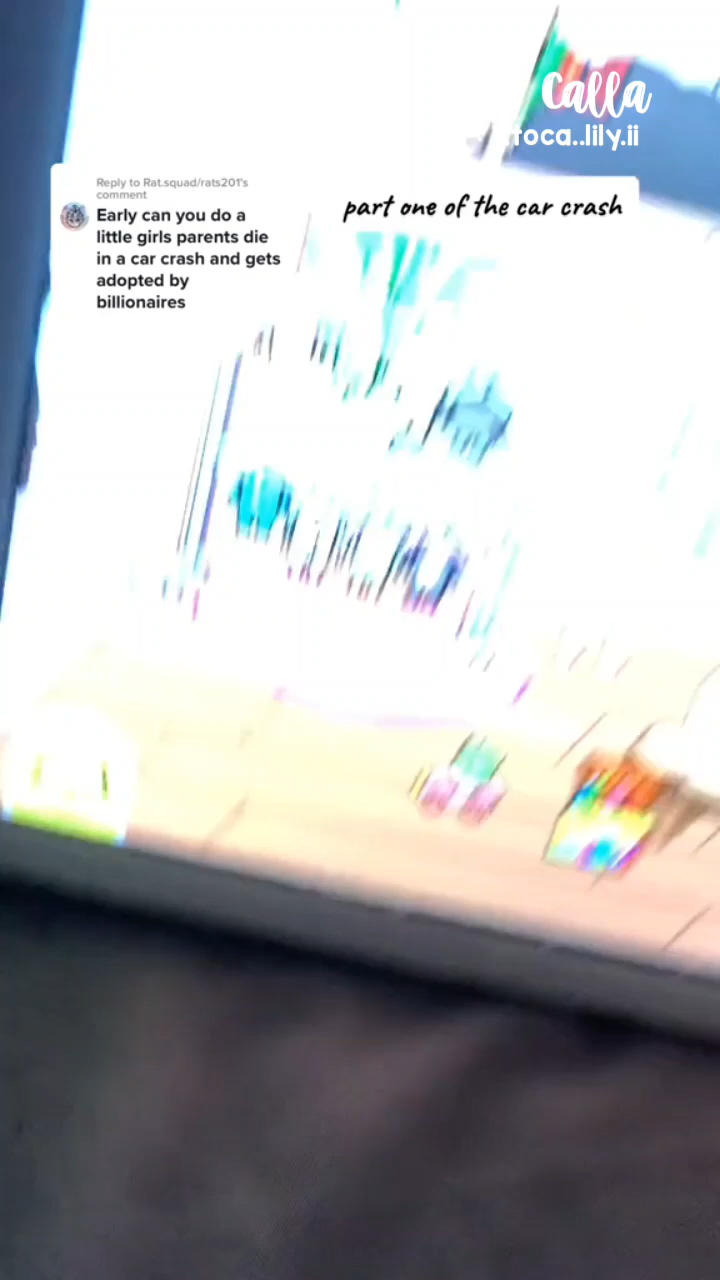 Calla
toca..lily.ii
Reply to Rat.squad/rats201's
comment
Early can you do a
little girls parents die
in a car crash and gets
adopted by
billionaires
part one of the car crash